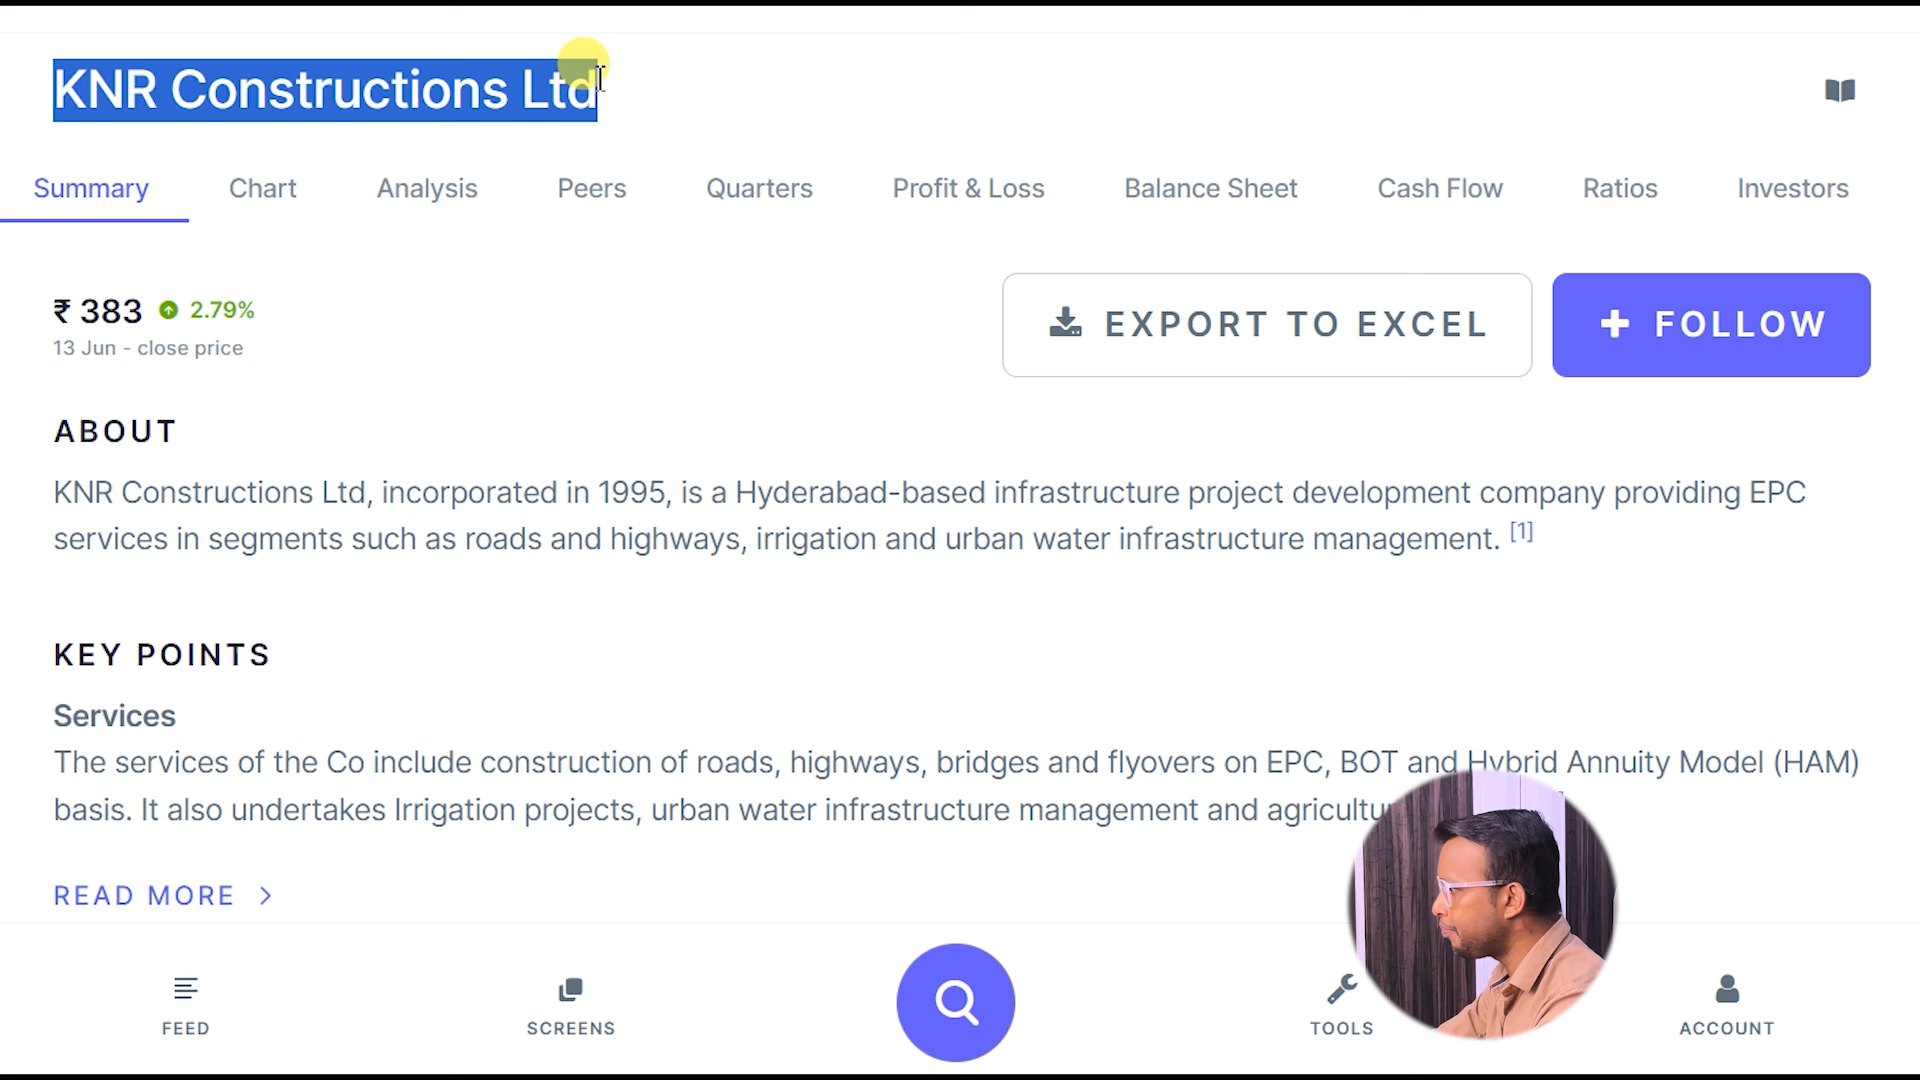 KNR Constructions Ltd
Summary Chart Analysis Peers Quarters Profit & Loss Balance Sheet Cash Flow Ratios Investors
₹ 383 2.79%
13 Jun - close price
EXPORT TO EXCEL
FOLLOW
ABOUT
KNR Constructions Ltd, incorporated in 1995, is a Hyderabad-based infrastructure project development company providing EPC
services in segments such as roads and highways, irrigation and urban water infrastructure management. [1]
KEY POINTS
Services
The services of the Co include construction of roads, highways, bridges and flyovers on EPC, BOT and Hybrid Annuity Model (HAM)
basis. It also undertakes Irrigation projects, urban water infrastructure management and
READ MORE
FEED SCREENS TOOLS ACCOUNT